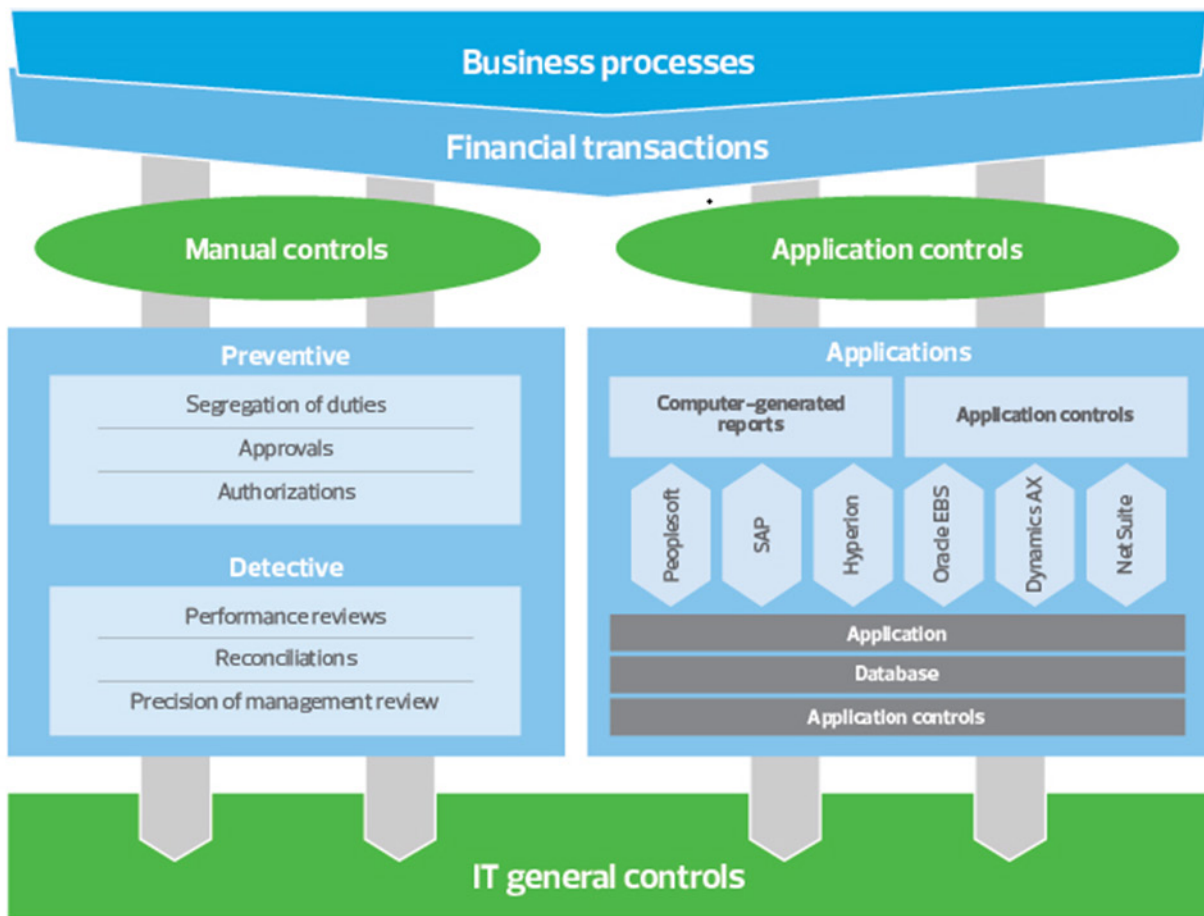 Business processes
Financial transactions
Manual controls
Application controls
Preventive
Segregation of duties
Approvals
Authorizations
Detective
Performance reviews
Reconciliations
Precision of management review
Applications
Computer-generated
reports
Application controls
Peoplesoft
SAP
Hyperion
Oracle EBS
Dynamics AX
Net Suite
Application
Database
Application controls
IT general controls